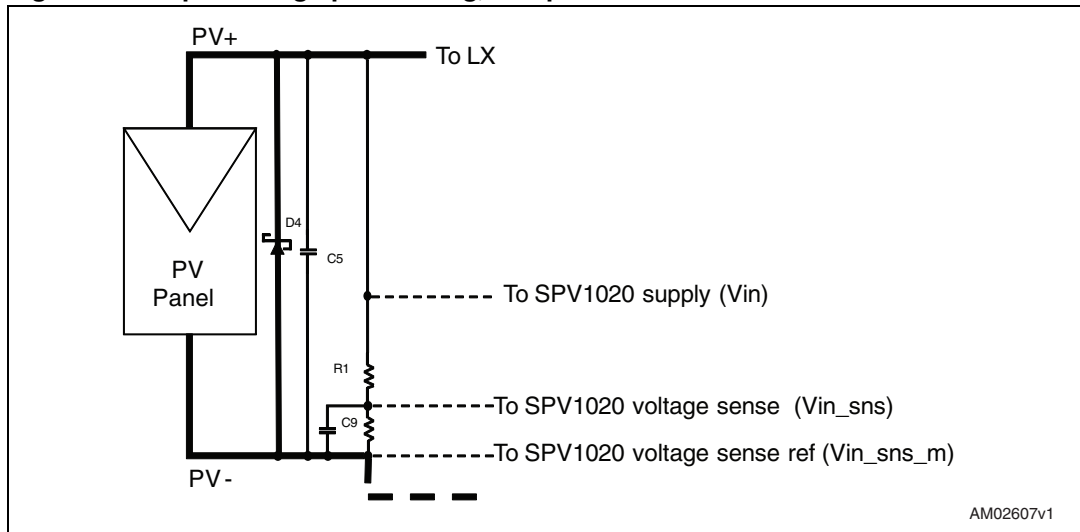 PV+
To LX
D4
C5
PV
Panel
To SPV1020 supply (Vin)
R1
To SPV1020 voltage sense (Vin_sns)
C9
To SPV1020 voltage sense ref (Vin_sns_m)
PV-
AM02607v1